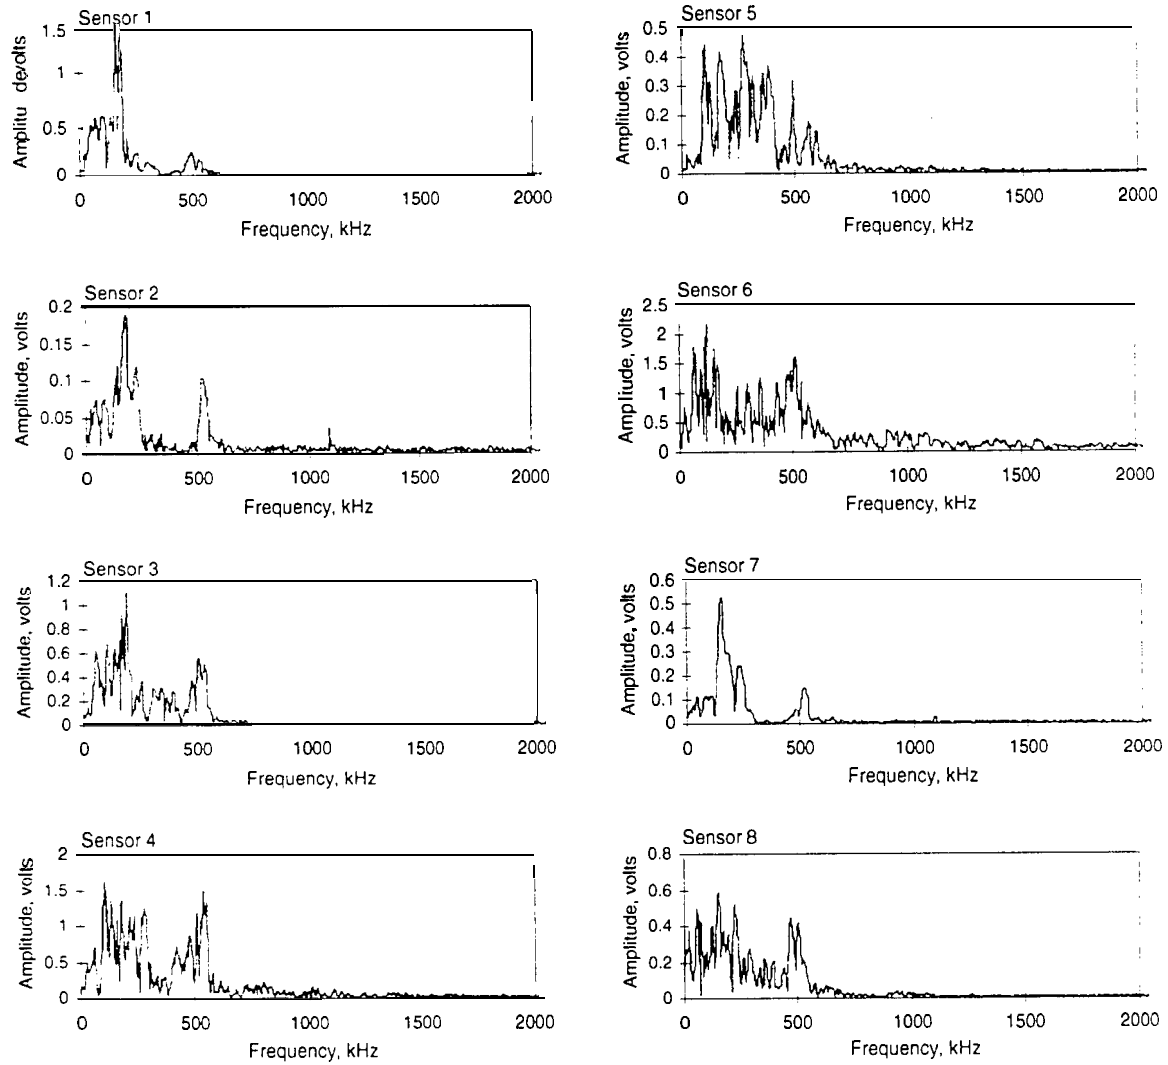 Sensor 1
Amplitu de,volts
1.5
1
0.5
0
0 500 1000 1500 2000
Frequency, kHz
Sensor 2
Amplitude, volts
0.2
0.15
0.1
0.05
0
0 500 1000 1500 2000
Frequency, kHz
Sensor 3
Amplitude, volts
1.2
1
0.8
0.6
0.4
0.2
0
0 500 1000 1500 2000
Frequency, kHz
Sensor 4
Amplitude, volts
2
1.5
1
0.5
0
0 500 1000 1500 2000
Frequency, kHz
Sensor 5
Amplitude, volts
0.5
0.4
0.3
0.2
0.1
0
0 500 1000 1500 2000
Frequency, kHz
Sensor 6
Amplitude, volts
2.5
2
1.5
1
0.5
0
0 500 1000 1500 2000
Frequency, kHz
Sensor 7
Amplitude, volts
0.6
0.5
0.4
0.3
0.2
0.1
0
0 500 1000 1500 2000
Frequency, kHz
Sensor 8
Amplitude, volts
0.8
0.6
0.4
0.2
0
0 500 1000 1500 2000
Frequency, kHz